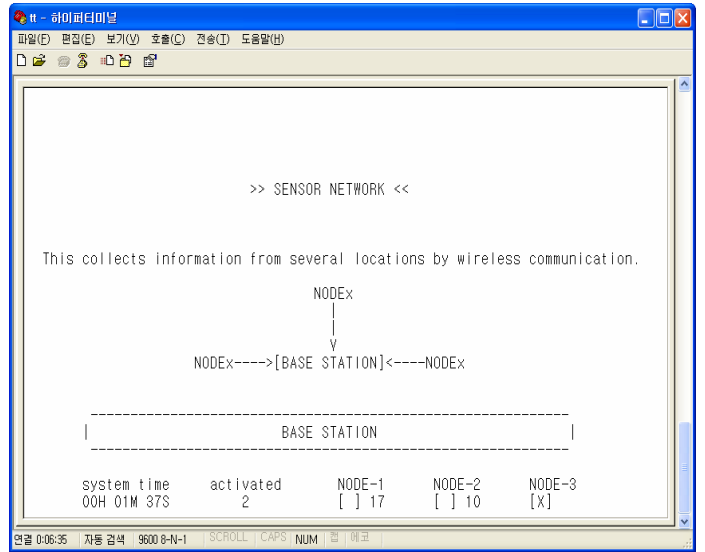 tt - 하이퍼터미널
파일(F) 편집(E) 보기(V) 호출(C) 전송(T) 도움말(H)
>> SENSOR NETWORK <<
This collects information from several locations by wireless communication.
NODEx
|
|
V
NODEx---->[BASE STATION]<----NODEx
------------------------------------------------------------
| BASE STATION |
------------------------------------------------------------
system time activated NODE-1 NODE-2 NODE-3
00H 01M 37S 2 [ ] 17 [ ] 10 [X]
연결 0:06:35 자동 검색 9600 8-N-1 SCROLL CAPS NUM 캡 에코